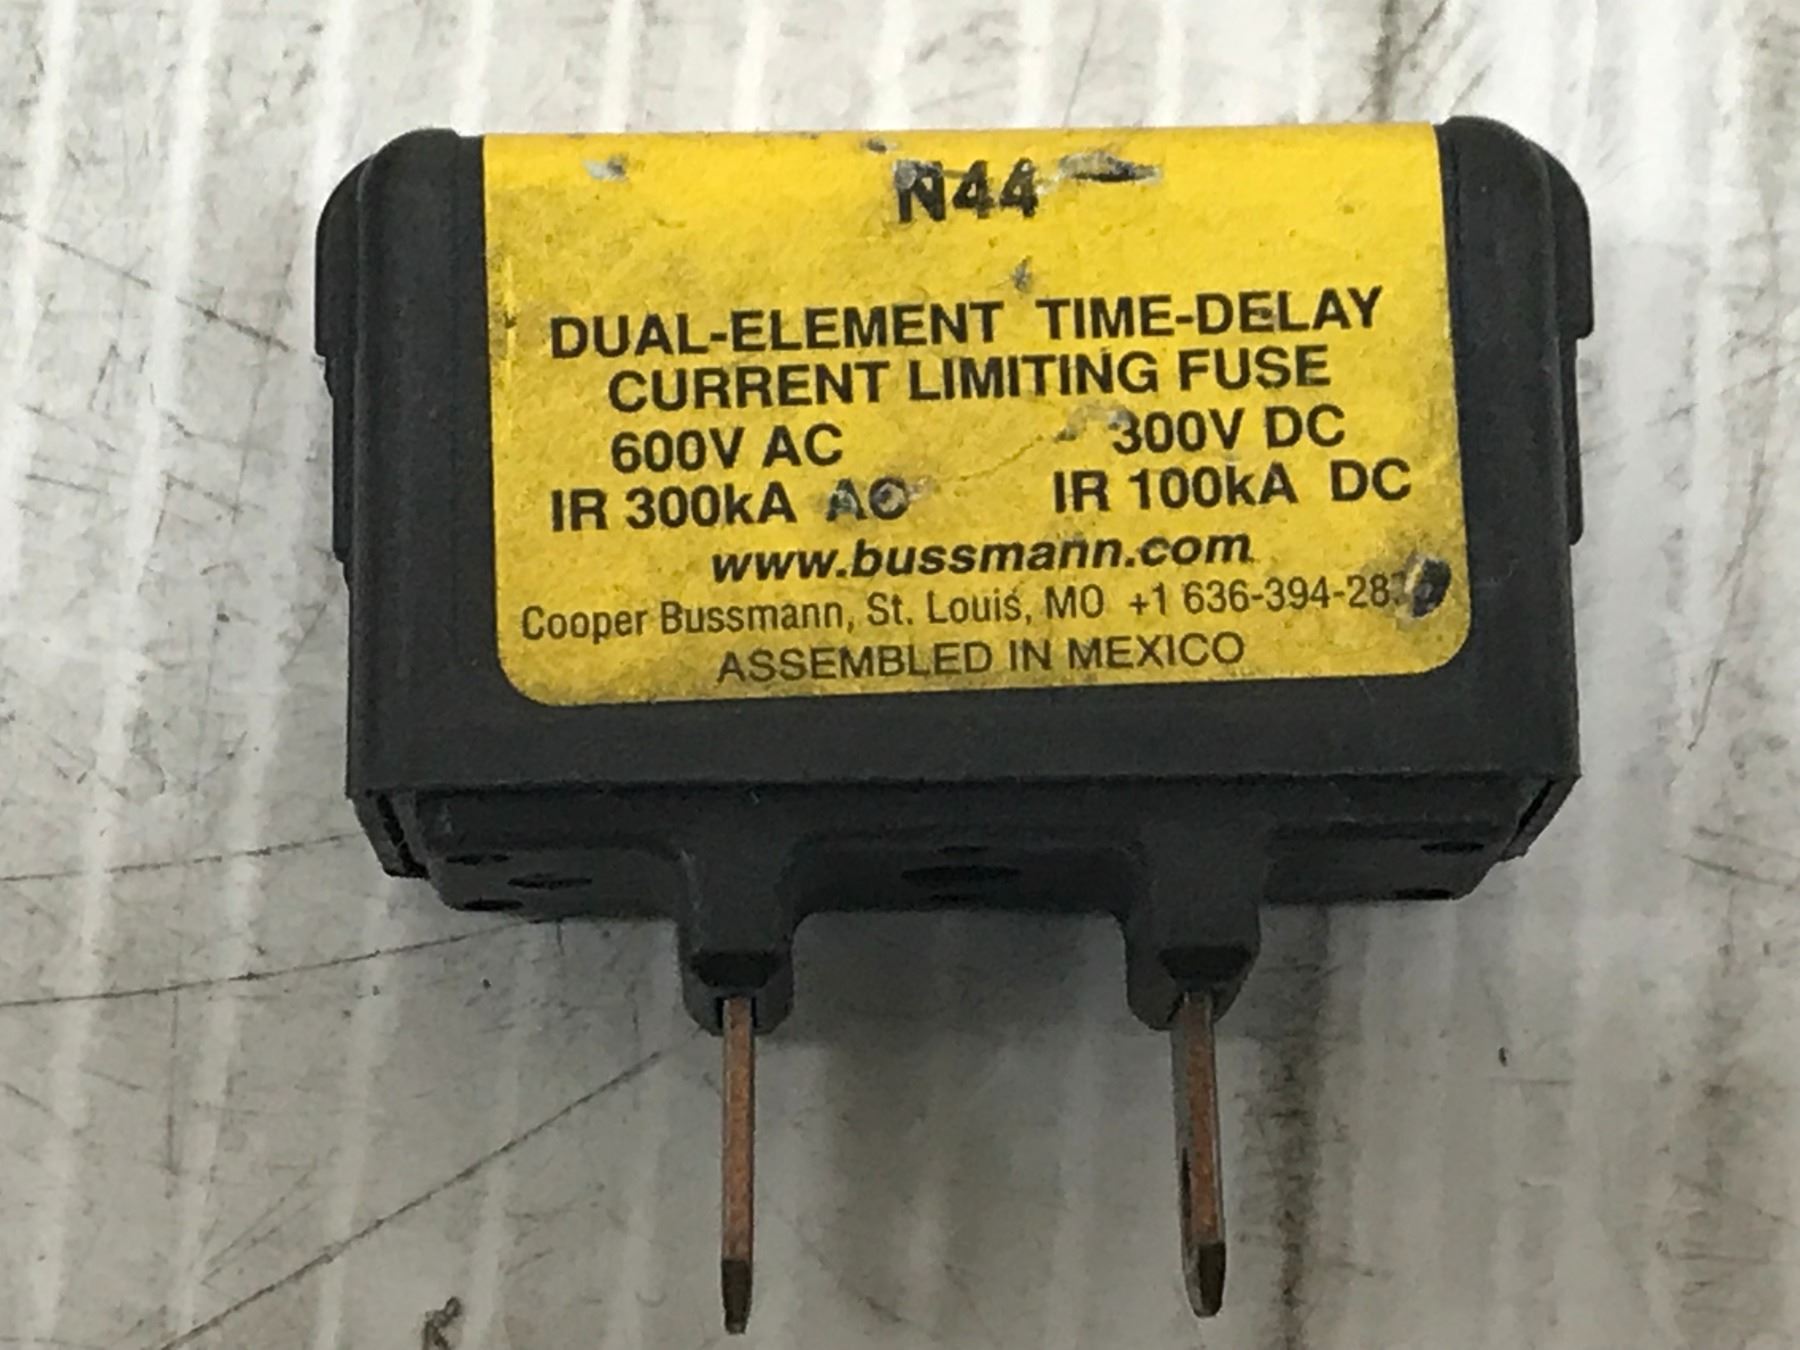 N44
DUAL-ELEMENT TIME-DELAY
CURRENT LIMITING FUSE
600V AC 300V DC
IR 300kA AC IR 100kA DC
www.bussmann.com
Cooper Bussmann, St. Louis, MO +1
ASSEMBLED IN MEXICO